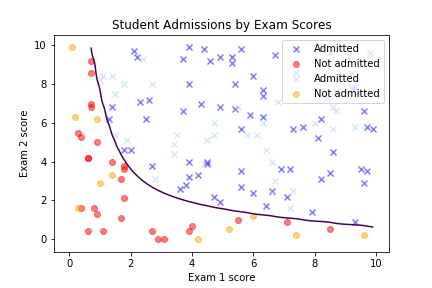 Student Admissions by Exam Scores
Exam 2 score
10
8
6
4
2
0
Admitted
Not admitted
Admitted
Not admitted
0 2 4 6 8 10
Exam 1 score